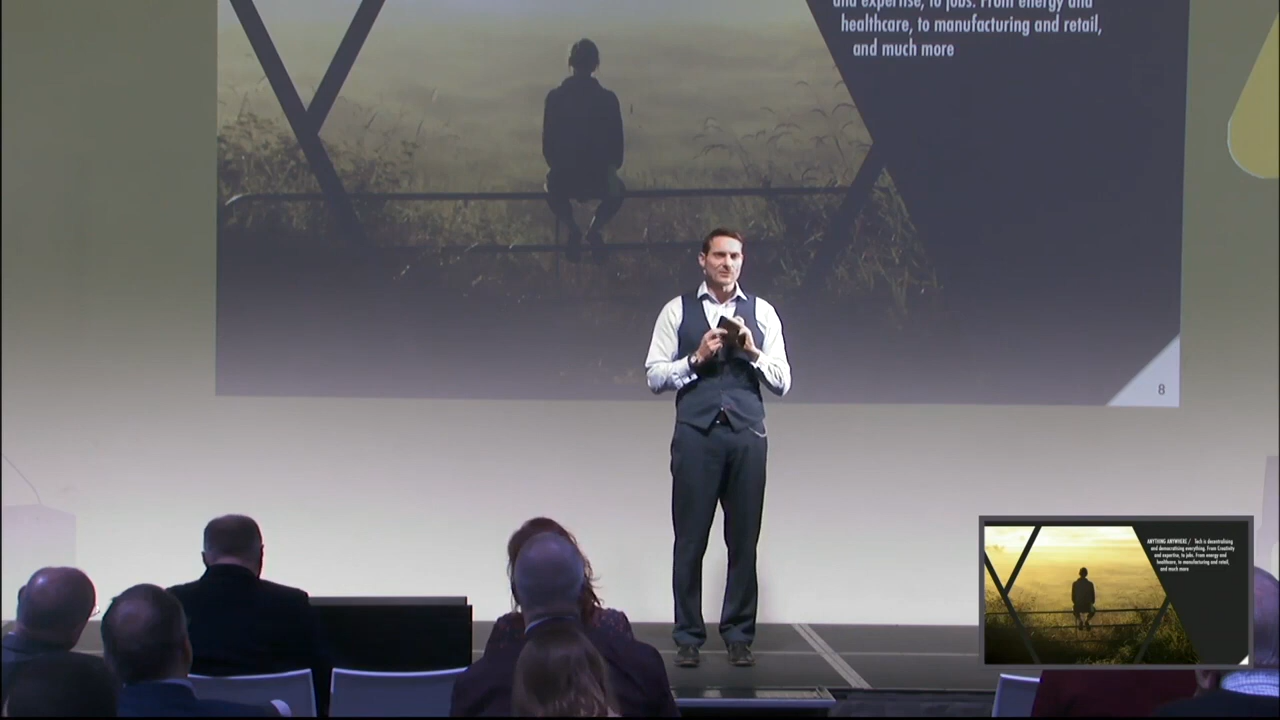 and expertise, to jobs. From energy and
healthcare, to manufacturing and retail,
and much more
8
ANYTHING ANYWHERE / Tech is decentralising
and democratising everything. From Creativity
and expertise, to jobs. From energy and
healthcare, to manufacturing and retail,
and much more